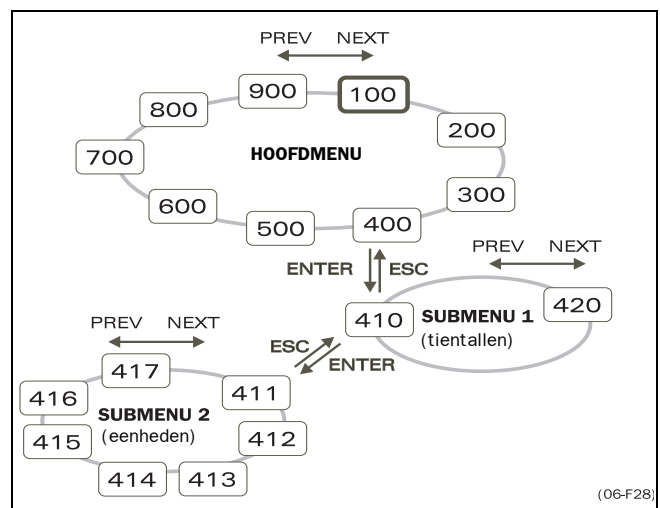 PREV NEXT
900
100
800
200
700
HOOFDMENU
300
600
500
400
PREV NEXT
ENTER ESC
420
410
SUBMENU 1
(tientallen)
PREV NEXT
ESC
ENTER
417
411
416
SUBMENU 2
(eenheden)
415
412
414
413
(06-F28)